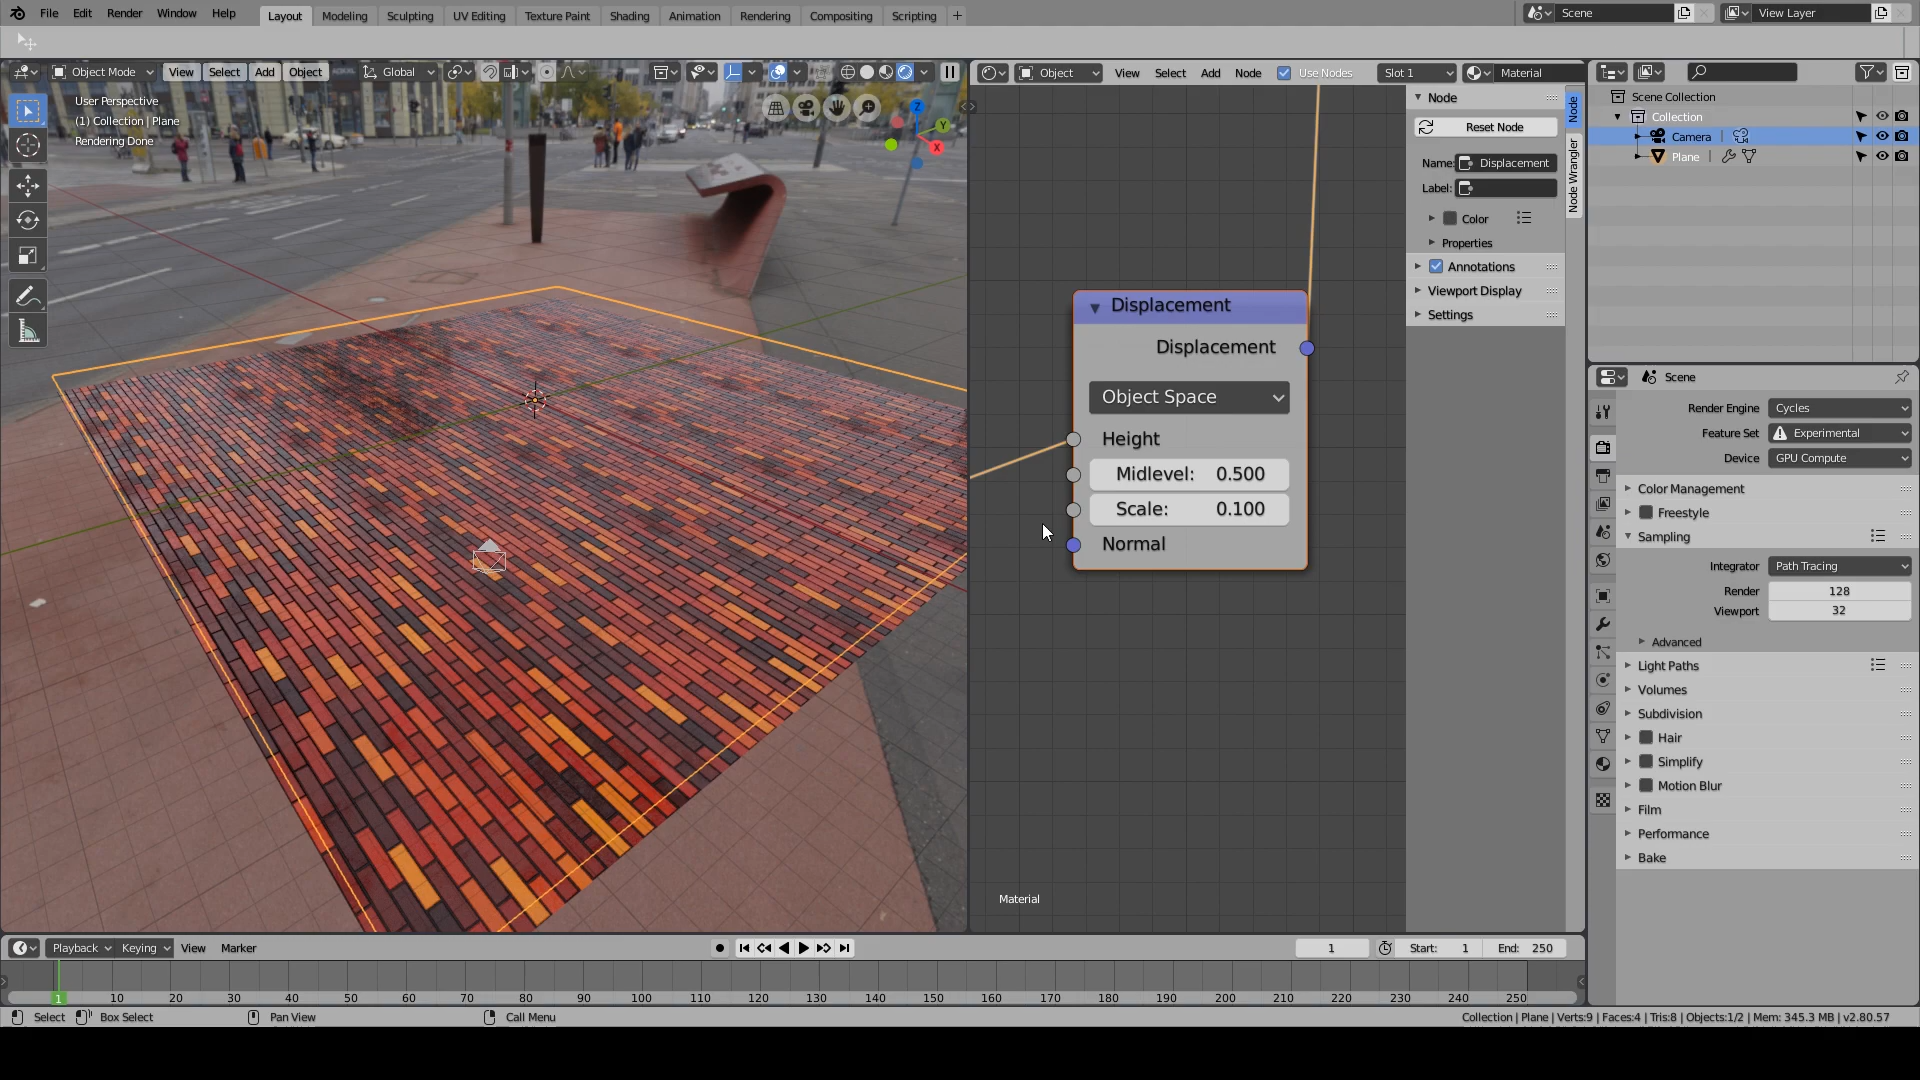 File Edit Render Window Help Layout Modeling Sculpting UV Editing Texture Paint Shading Animation Rendering Compositing Scripting + Scene View Layer
Object Mode View Select Add Object Global Object View Select Add Node Use Nodes Slot 1 Material
User Perspective
(1) Collection | Plane
Rendering Done
Z
Y
X
Displacement
Displacement
Object Space
Height
Midlevel: 0.500
Scale: 0.100
Normal
Material
Node
Reset Node
Name: Displacement
Label:
Color
Properties
Annotations
Viewport Display
Settings
Node
Node Wrangler
Scene Collection
Collection
Camera
Plane
Scene
Render Engine Cycles
Feature Set Experimental
Device GPU Compute
Color Management
Freestyle
Sampling
Integrator Path Tracing
Render 128
Viewport 32
Advanced
Light Paths
Volumes
Subdivision
Hair
Simplify
Motion Blur
Film
Performance
Bake
Playback Keying View Marker 1 Start: 1 End: 250
1 10 20 30 40 50 60 70 80 90 100 110 120 130 140 150 160 170 180 190 200 210 220 230 240 250
Select Box Select Pan View Call Menu Collection | Plane | Verts:9 | Faces:4 | Tris:8 | Objects:1/2 | Mem: 345.3 MB | v2.80.57